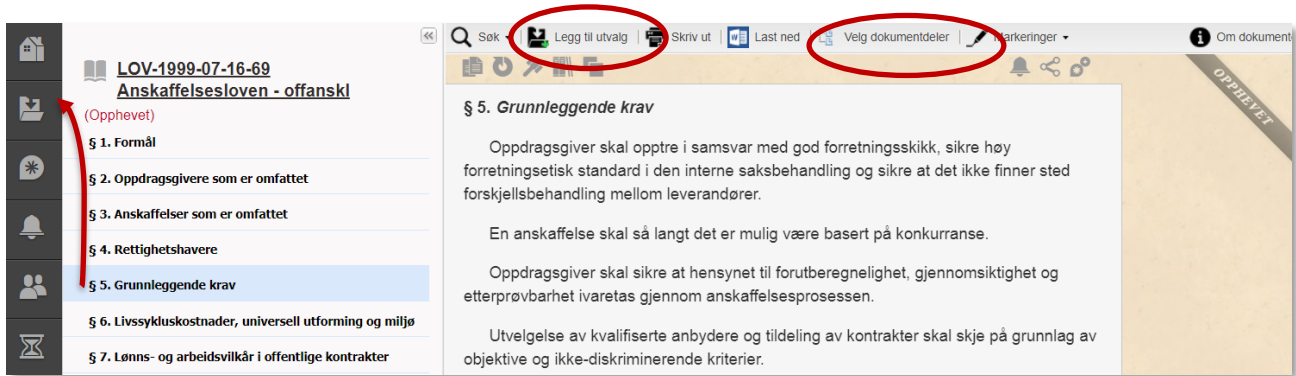 Søk
Legg til utvalg
Skriv ut
Last ned
Velg dokumentdeler
Markeringer
Om dokument
LOV-1999-07-16-69
Anskaffelsesloven - offanskl
(Opphevet)
§ 1. Formål
§ 2. Oppdragsgivere som er omfattet
§ 3. Anskaffelser som er omfattet
§ 4. Rettighetshavere
§ 5. Grunnleggende krav
§ 6. Livssykluskostnader, universell utforming og miljø
§ 7. Lønns- og arbeidsvilkår i offentlige kontrakter
OPPHEVET
§ 5. Grunnleggende krav
Oppdragsgiver skal opptre i samsvar med god forretningsskikk, sikre høy
forretningsetisk standard i den interne saksbehandling og sikre at det ikke finner sted
forskjellsbehandling mellom leverandører.
En anskaffelse skal så langt det er mulig være basert på konkurranse.
Oppdragsgiver skal sikre at hensynet til forutberegnelighet, gjennomsiktighet og
etterprøvbarhet ivaretas gjennom anskaffelsesprosessen.
Utvelgelse av kvalifiserte anbydere og tildeling av kontrakter skal skje på grunnlag av
objektive og ikke-diskriminerende kriterier.